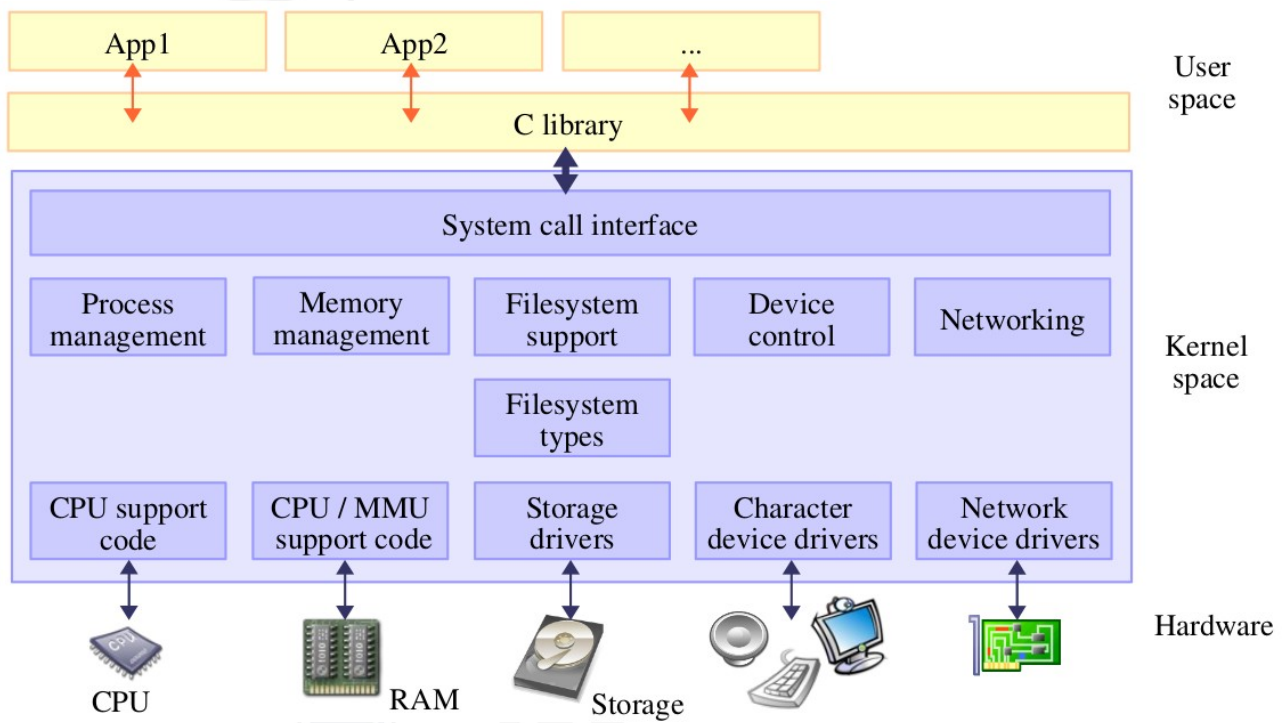 App1
App2
...
User
space
C library
System call interface
Process
management
Memory
management
Filesystem
support
Device
control
Networking
Kernel
space
Filesystem
types
CPU support
code
CPU / MMU
support code
Storage
drivers
Character
device drivers
Network
device drivers
Hardware
CPU
CPU
RAM
Storage